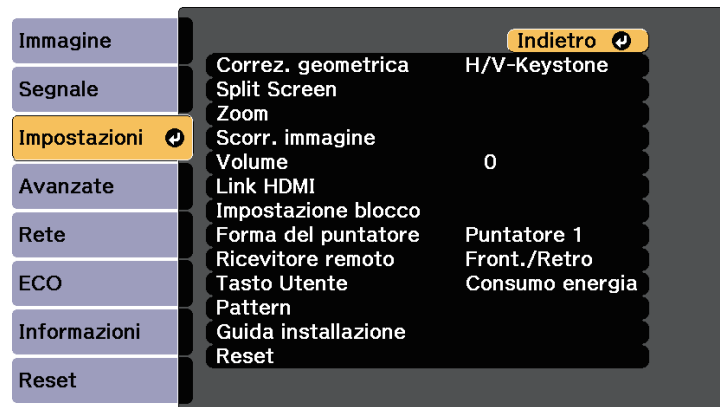 Immagine
Segnale
Impostazioni
Avanzate
Rete
ECO
Informazioni
Reset
Indietro
Correz. geometrica H/V-Keystone
Split Screen
Zoom
Scorr. immagine
Volume 0
Link HDMI
Impostazione blocco
Forma del puntatore Puntatore 1
Ricevitore remoto Front./Retro
Tasto Utente Consumo energia
Pattern
Guida installazione
Reset